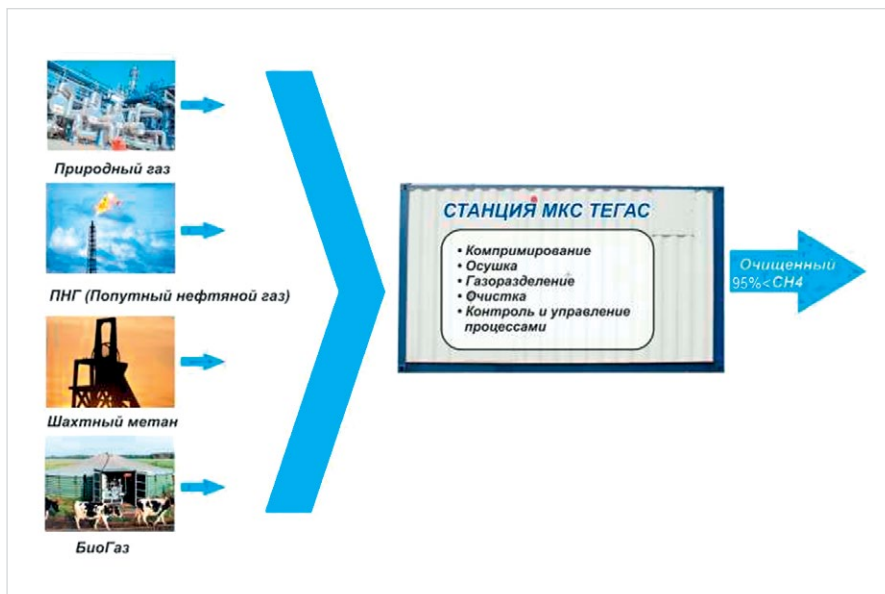 Природный газ
ПНГ (Попутный нефтяной газ)
Шахтный метан
БиоГаз
СТАНЦИЯ МКС ТЕГАС
• Компримирование
• Осушка
• Газоразделение
• Очистка
• Контроль и управление
процессами
Очищенный
95%<CH4